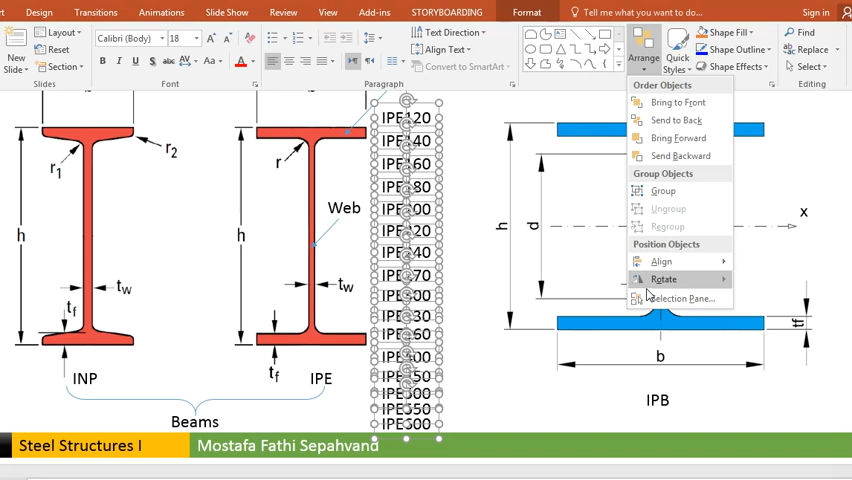 Design Transitions Animations Slide Show Review View Add-ins STORYBOARDING Format Tell me what you want to do... Sign in
New
Slide
Layout
Reset
Section
Slides
Calibri (Body) 18
B I U S abc AV Aa A
Font
Text Direction
Align Text
Convert to SmartArt
Paragraph
Arrange
Quick
Styles
Shape Fill
Shape Outline
Shape Effects
Find
Replace
Select
Editing
Order Objects
Bring to Front
Send to Back
Bring Forward
Send Backward
Group Objects
Group
Ungroup
Regroup
Position Objects
Align
Rotate
Selection Pane...
r1
r2
h
tw
tf
INP
r
h
Web
tw
tf
IPE
Beams
IPE120
IPE140
IPE160
IPE400
h
d
x
tf
b
IPB
Steel Structures I
Mostafa Fathi Sepahvand